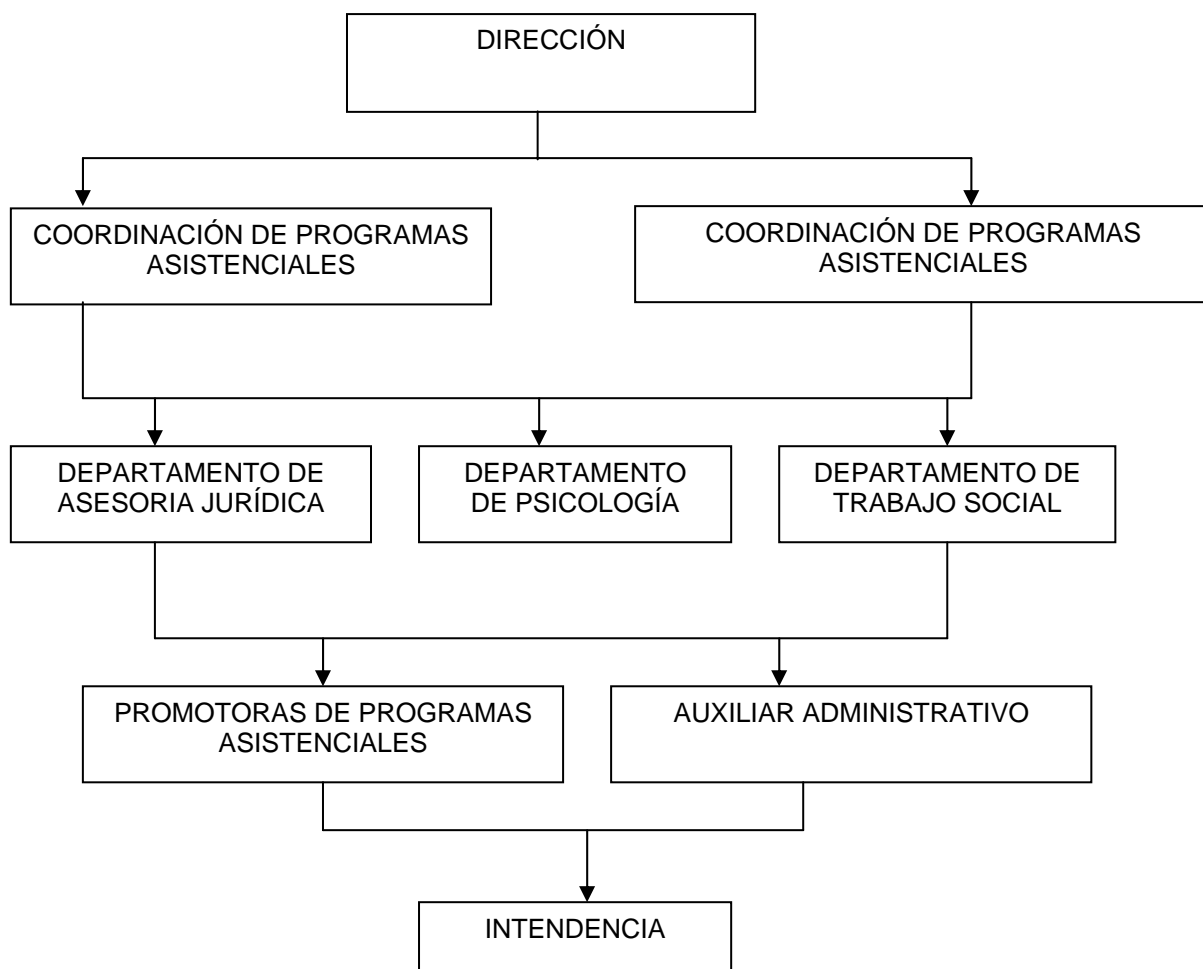 DIRECCIÓN
COORDINACIÓN DE PROGRAMAS
ASISTENCIALES
COORDINACIÓN DE PROGRAMAS
ASISTENCIALES
DEPARTAMENTO DE
ASESORIA JURÍDICA
DEPARTAMENTO
DE PSICOLOGÍA
DEPARTAMENTO DE
TRABAJO SOCIAL
PROMOTORAS DE PROGRAMAS
ASISTENCIALES
AUXILIAR ADMINISTRATIVO
INTENDENCIA